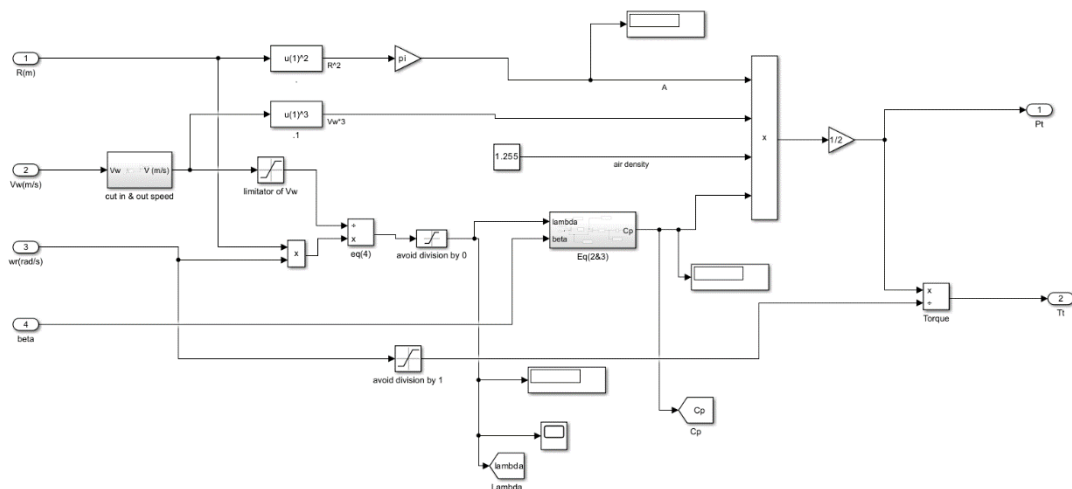 1
R(m)
u(1)^2
.
R^2
pi
A
u(1)^3
.1
Vw^3
1.255
air density
x
1/2
1
Pt
2
Vw(m/s)
Vw
V (m/s)
cut in & out speed
limitator of Vw
÷
x
eq(4)
avoid division by 0
lambda
beta
Cp
Eq(2&3)
3
wr(rad/s)
x
x
÷
Torque
2
Tt
4
beta
avoid division by 1
Cp
Cp
lambda
Lambda